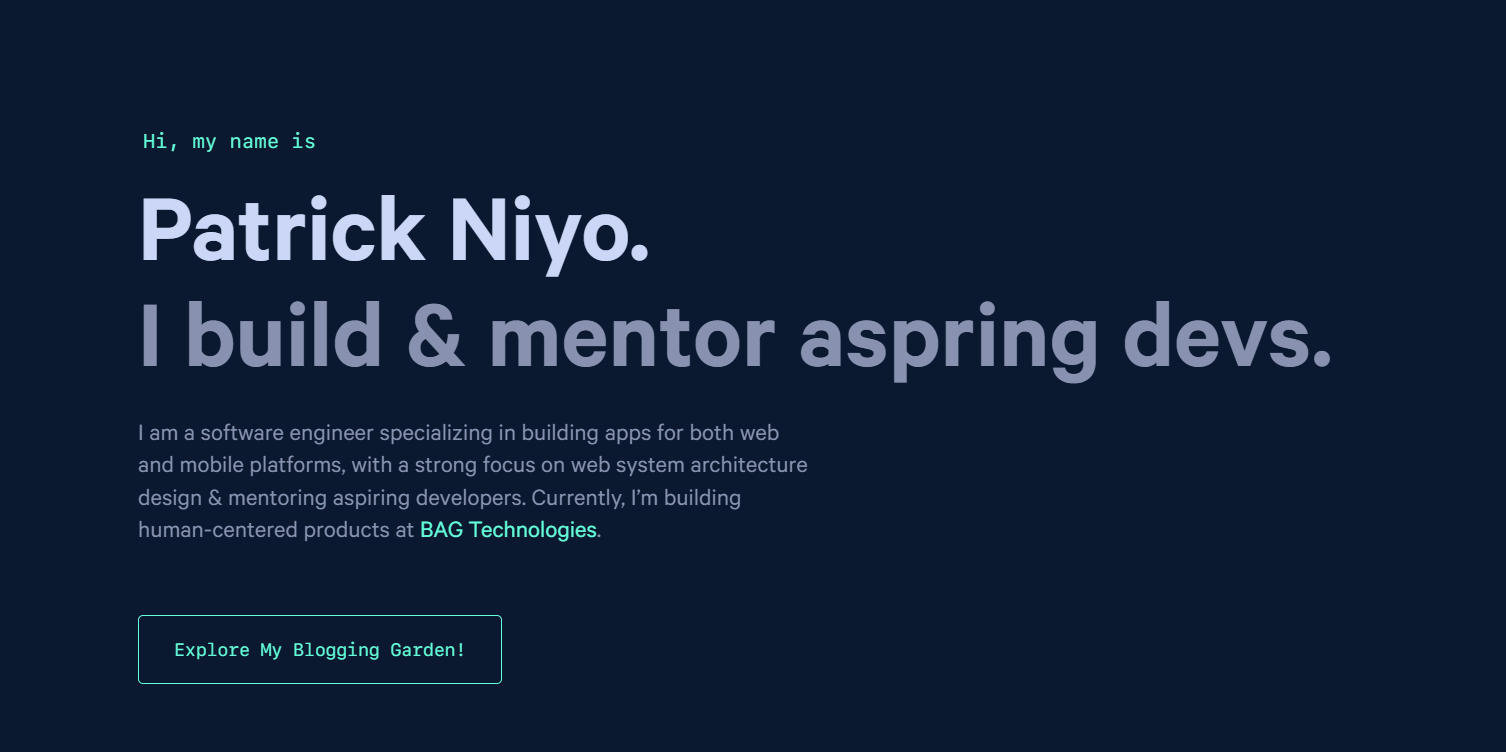 Hi, my name is
Patrick Niyo.
I build & mentor aspring devs.
I am a software engineer specializing in building apps for both web
and mobile platforms, with a strong focus on web system architecture
design & mentoring aspiring developers. Currently, I’m building
human-centered products at BAG Technologies.
Explore My Blogging Garden!